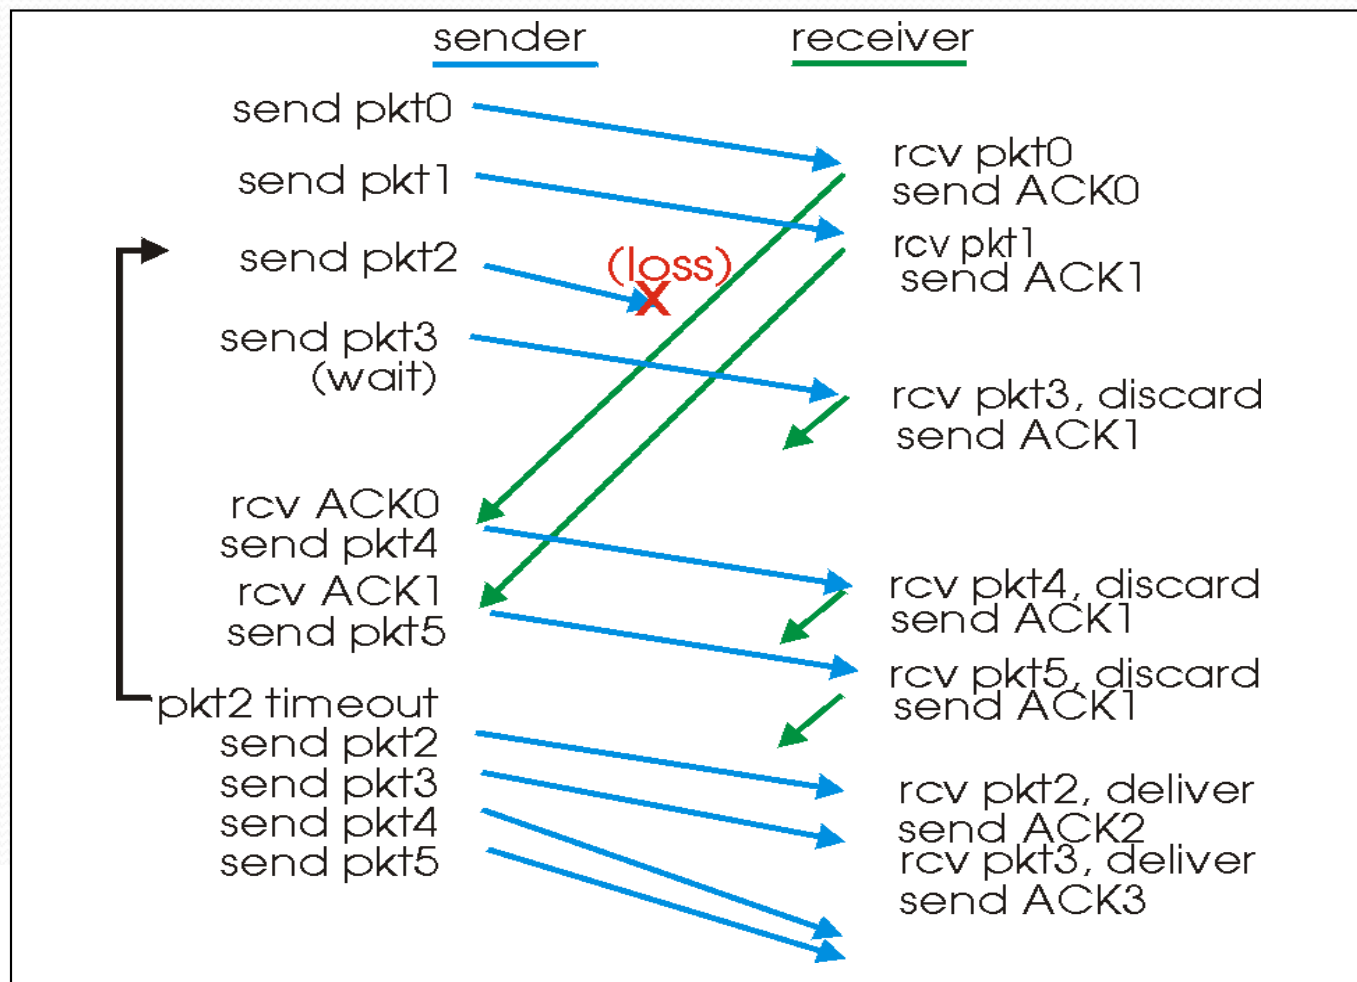 sender
receiver
send pkt0
send pkt1
send pkt2
send pkt3
(wait)
(loss)
X
rcv ACK0
send pkt4
rcv ACK1
send pkt5
pkt2 timeout
send pkt2
send pkt3
send pkt4
send pkt5
rcv pkt0
send ACK0
rcv pkt1
send ACK1
rcv pkt3, discard
send ACK1
rcv pkt4, discard
send ACK1
rcv pkt5, discard
send ACK1
rcv pkt2, deliver
send ACK2
rcv pkt3, deliver
send ACK3